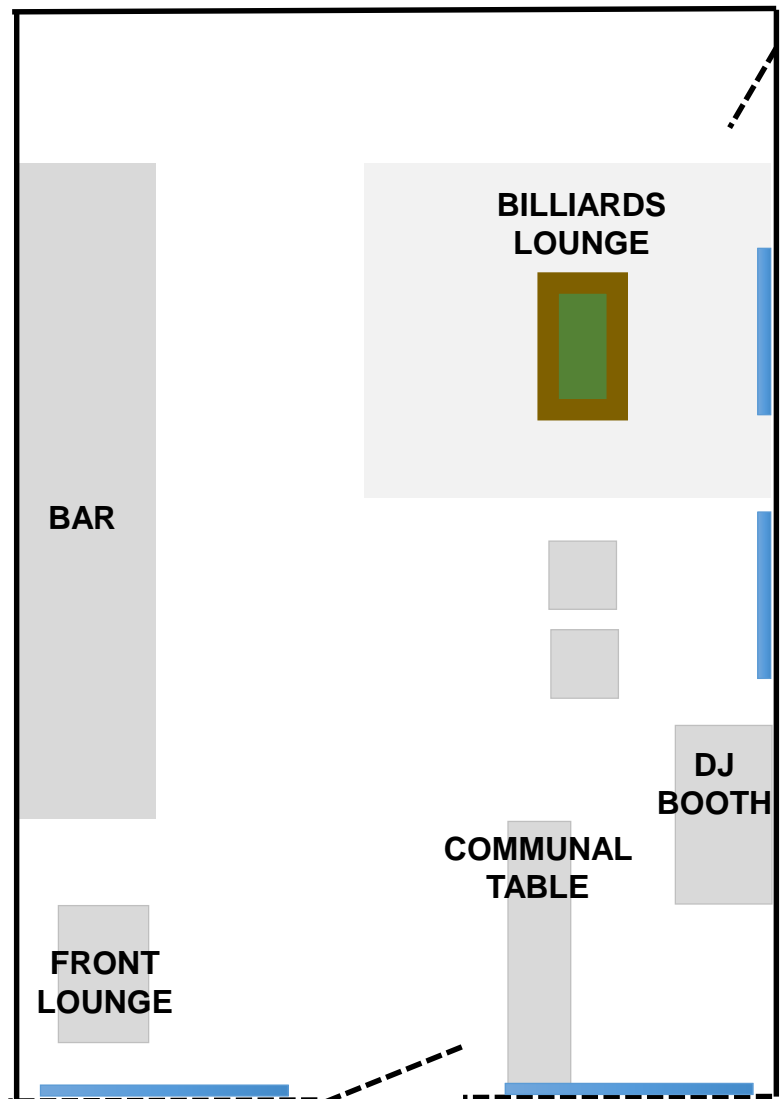 BILLIARDS
LOUNGE
BAR
DJ
BOOTH
COMMUNAL
TABLE
FRONT
LOUNGE